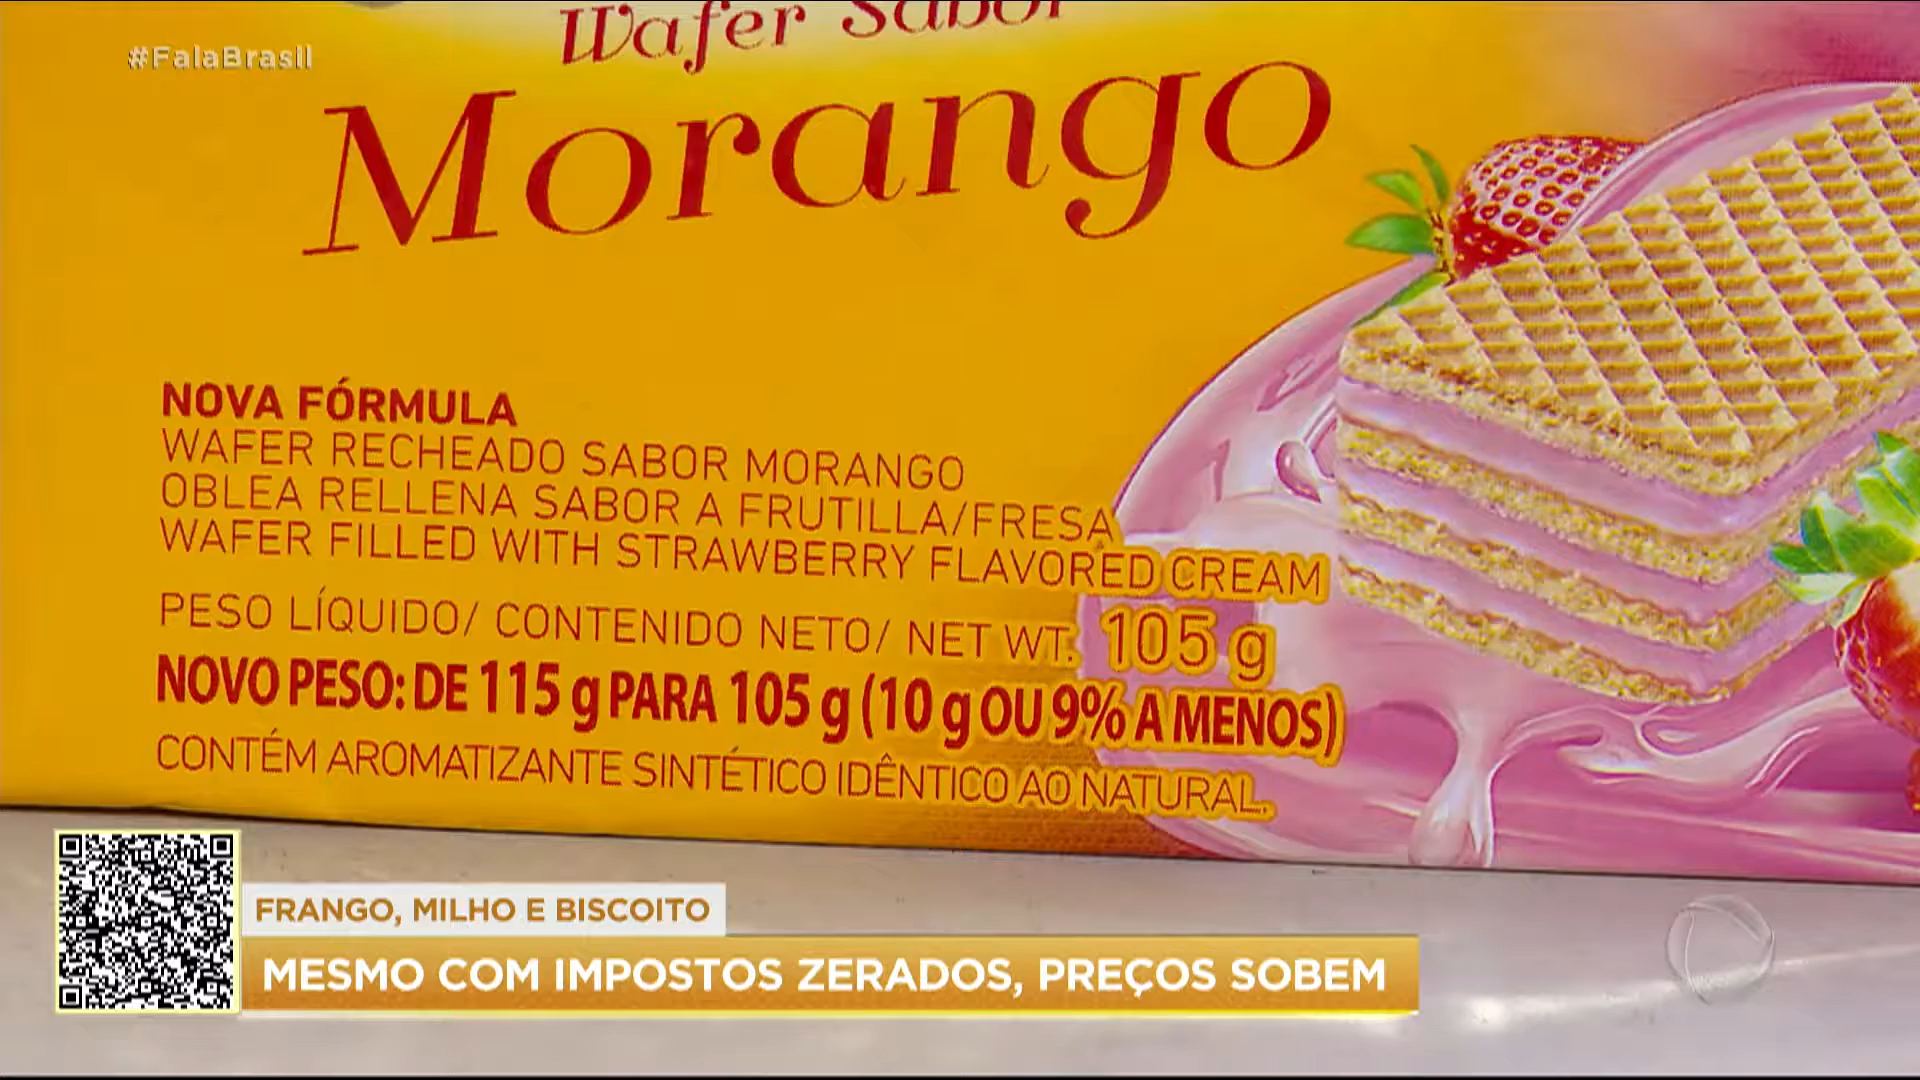 #FalaBrasil
Wafer Sabor
Morango
NOVA FÓRMULA
WAFER RECHEADO SABOR MORANGO
OBLEA RELLENA SABOR A FRUTILLA/FRESA
WAFER FILLED WITH STRAWBERRY FLAVORED CREAM
PESO LÍQUIDO/ CONTENIDO NETO/ NET WT. 105 g
NOVO PESO: DE 115 g PARA 105 g (10 g OU 9% A MENOS)
CONTÉM AROMATIZANTE SINTÉTICO IDÊNTICO AO NATURAL.
FRANGO, MILHO E BISCOITO
MESMO COM IMPOSTOS ZERADOS, PREÇOS SOBEM